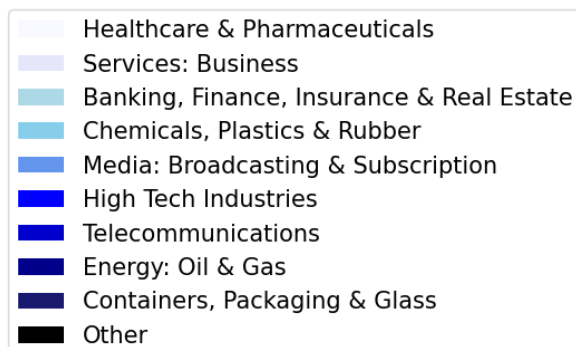 Healthcare & Pharmaceuticals
Services: Business
Banking, Finance, Insurance & Real Estate
Chemicals, Plastics & Rubber
Media: Broadcasting & Subscription
High Tech Industries
Telecommunications
Energy: Oil & Gas
Containers, Packaging & Glass
Other